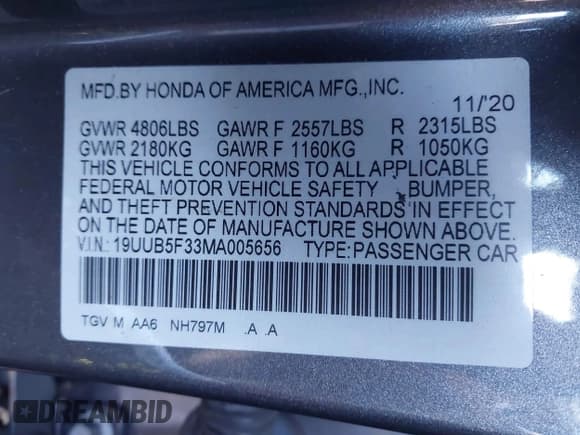 MFD.BY HONDA OF AMERICA MFG.,INC.
11/'20
GVWR 4806LBS GAWR F 2557LBS R 2315LBS
GVWR 2180KG GAWR F 1160KG R 1050KG
THIS VEHICLE CONFORMS TO ALL APPLICABLE
FEDERAL MOTOR VEHICLE SAFETY , BUMPER,
AND THEFT PREVENTION STANDARDS IN EFFECT
ON THE DATE OF MANUFACTURE SHOWN ABOVE.
V.I.N.: 19UUB5F33MA005656 TYPE:PASSENGER CAR
TGV M AA6 NH797M .A .A
DREAMBID